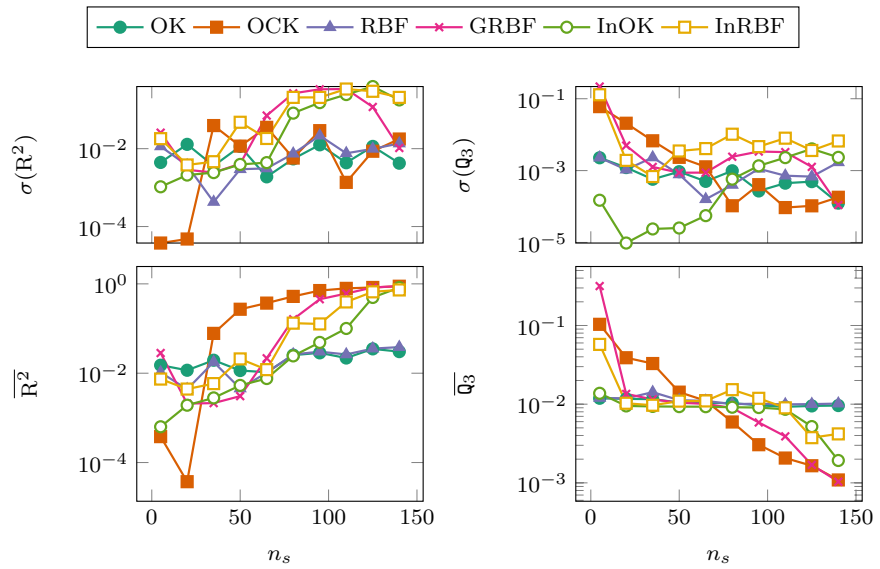 OK OCK RBF GRBF InOK InRBF
σ(R²)
10⁻²
10⁻⁴
σ(Q₃)
10⁻¹
10⁻³
10⁻⁵
R̅²̅
10⁰
10⁻²
10⁻⁴
0 50 100 150
nₛ
Q̅₃
10⁻¹
10⁻²
10⁻³
0 50 100 150
nₛ